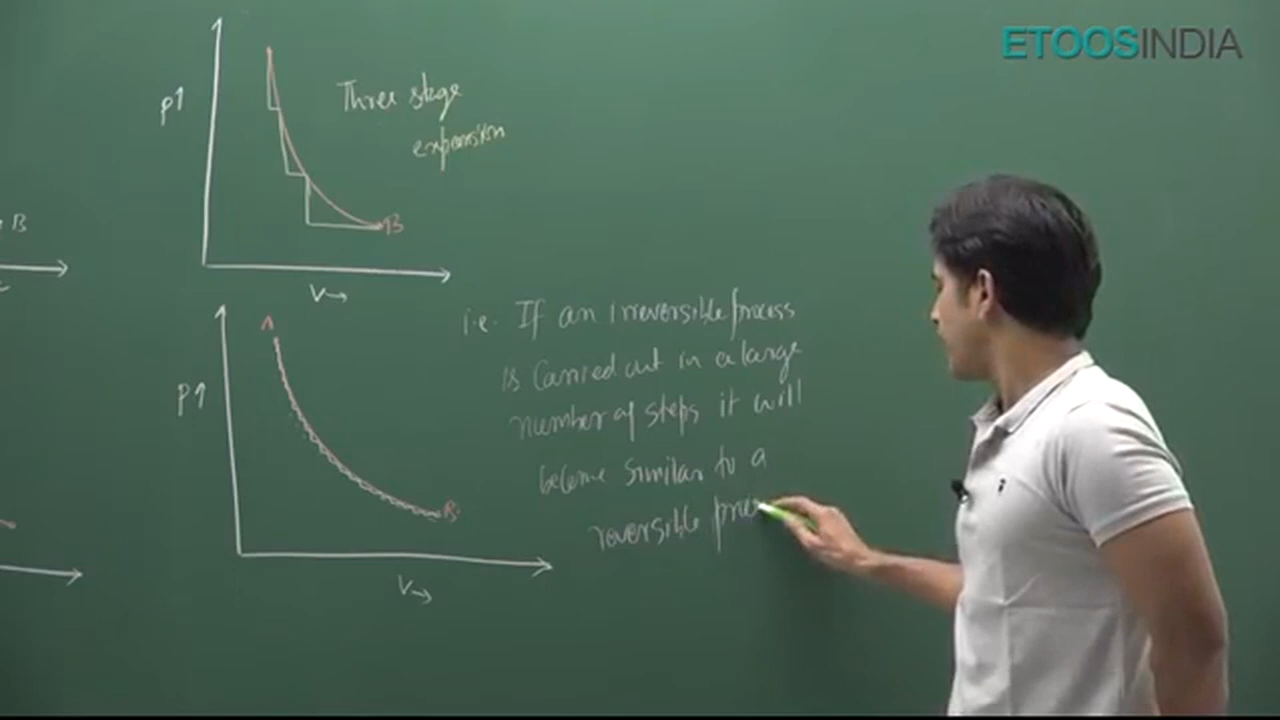 ETOOSINDIA
P↑
Three stage
expansion
B
B
V→
A
P↑
B
V→
i.e. If an irreversible process
is Carried out in a large
number of steps it will
become similar to a
reversible proces